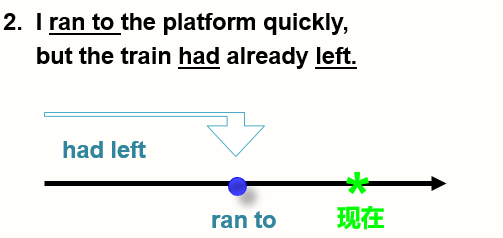 2. I ran to the platform quickly,
but the train had already left.
had left
ran to
现在